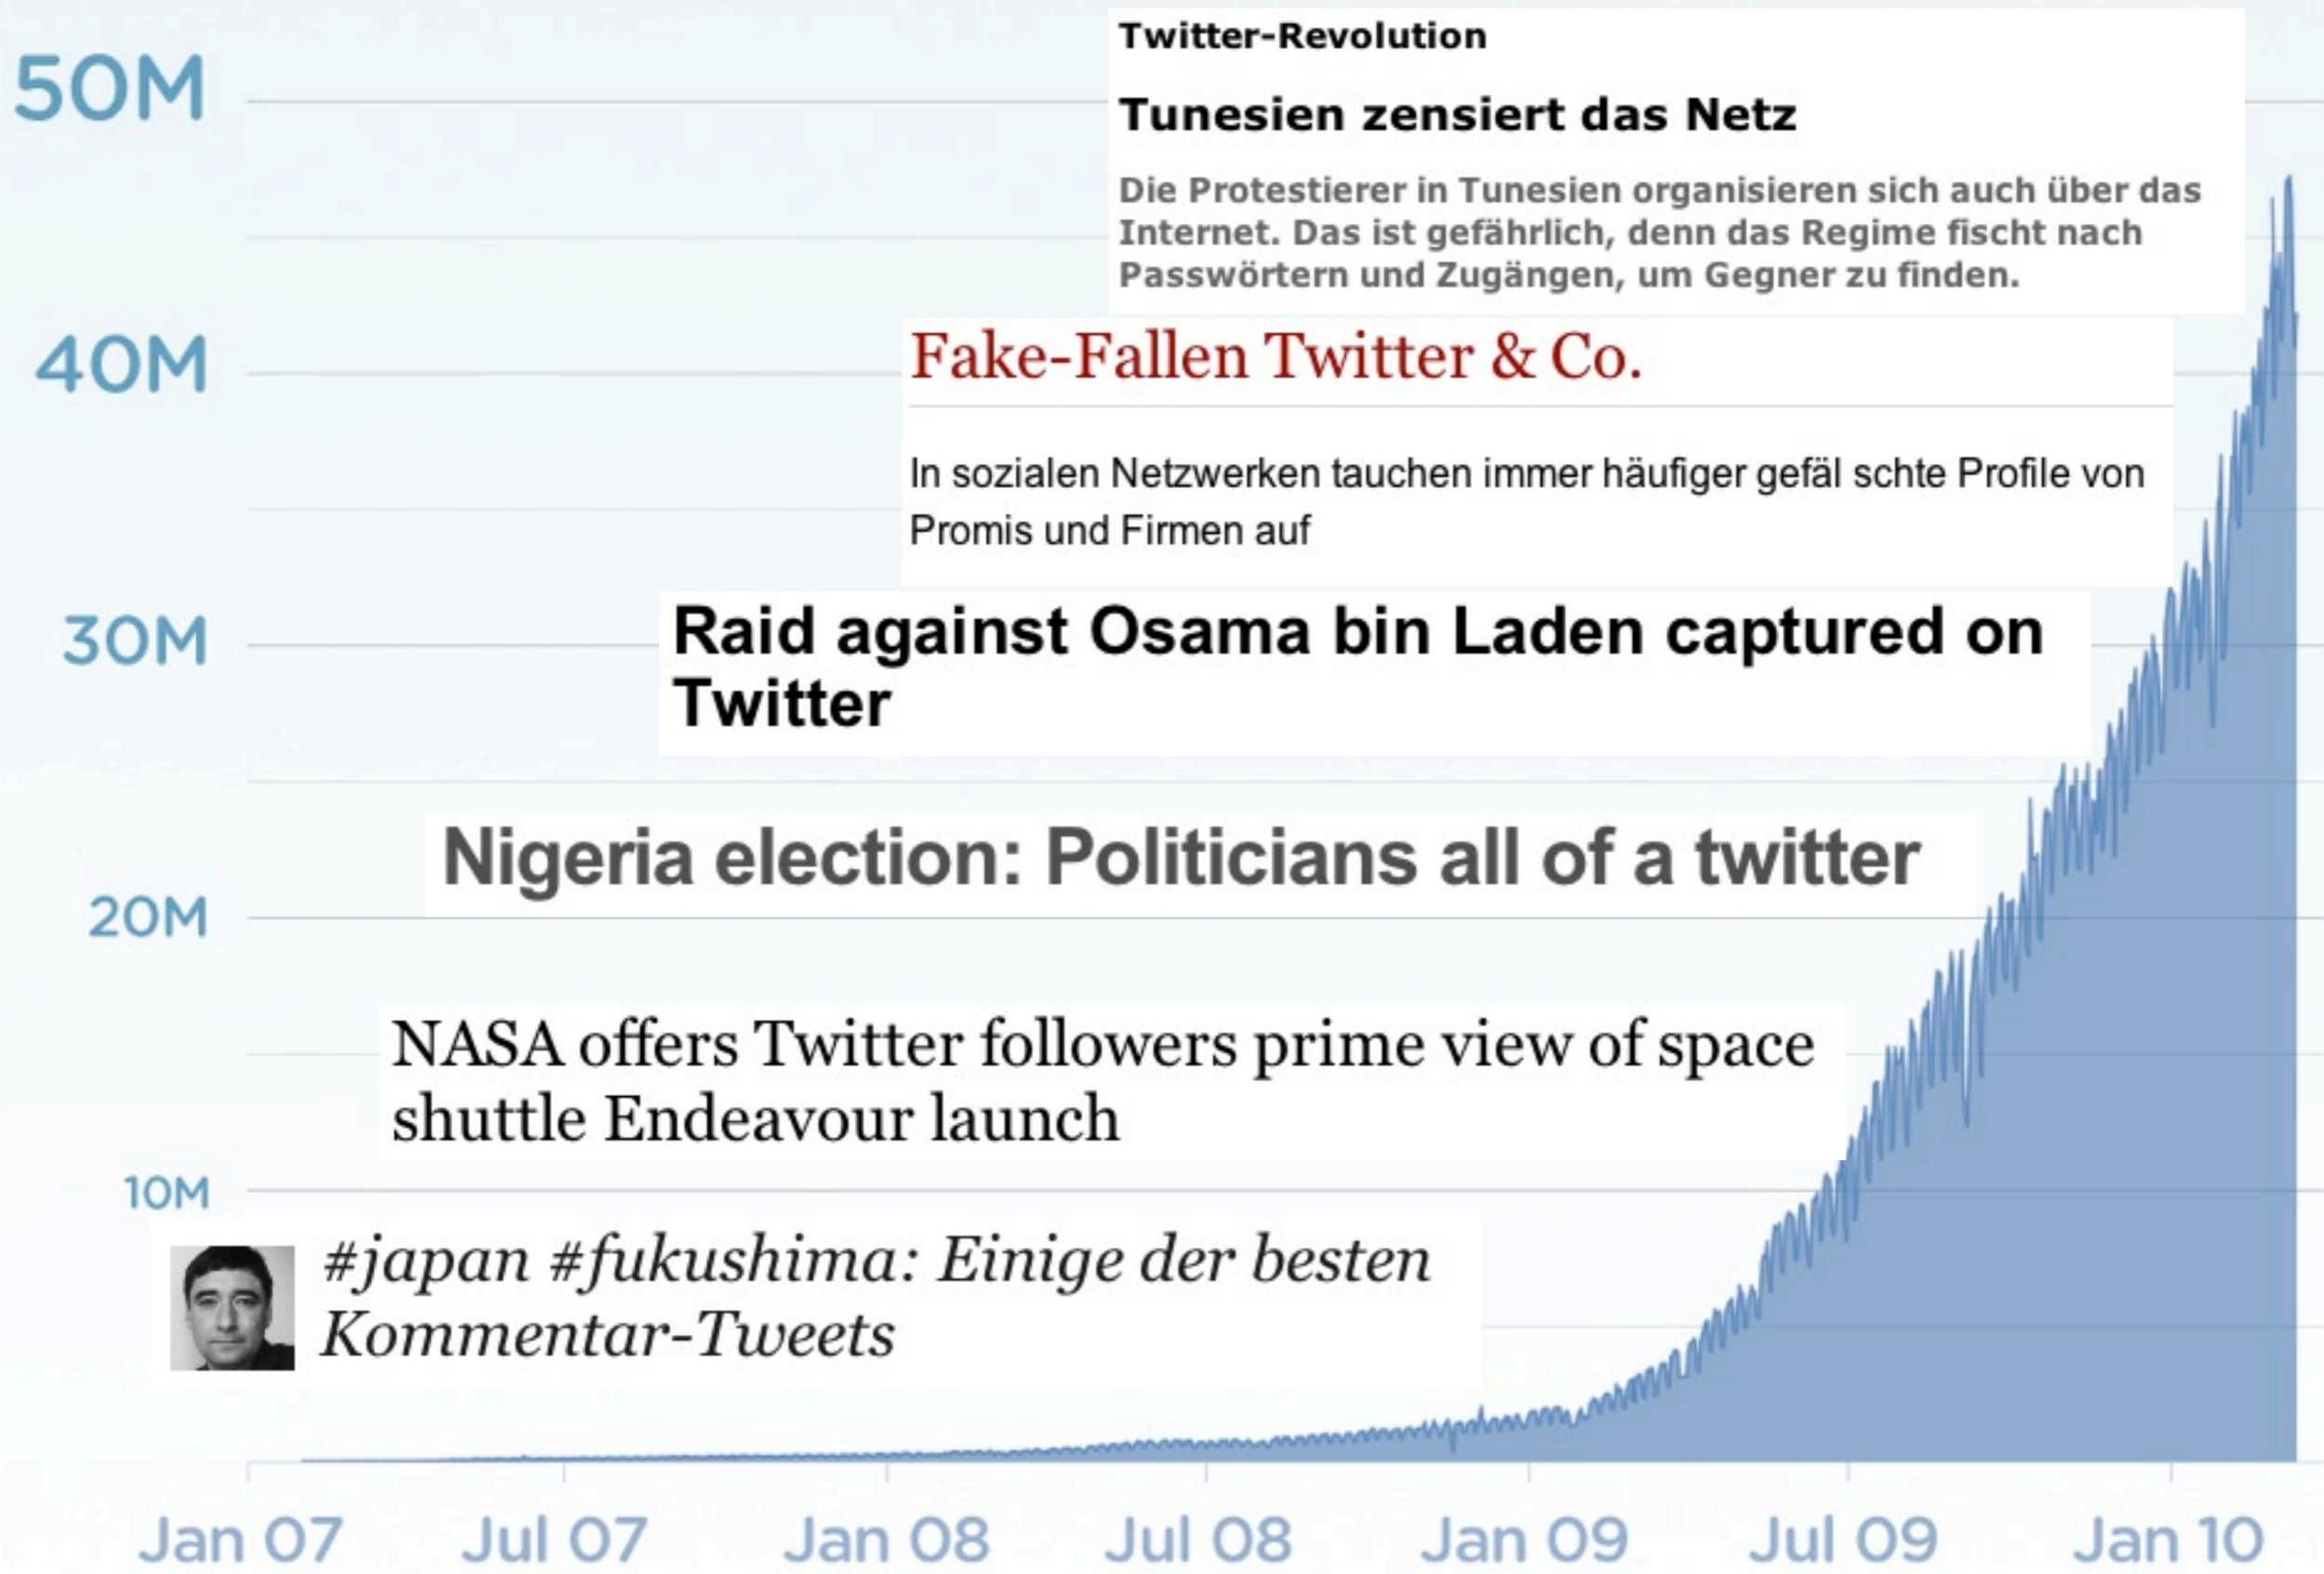 Twitter-Revolution
50M
Tunesien zensiert das Netz
Die Protestierer in Tunesien organisieren sich auch über das
Internet. Das ist gefährlich, denn das Regime fischt nach
Passwörtern und Zugängen, um Gegner zu finden.
40M
Fake-Fallen Twitter & Co.
In sozialen Netzwerken tauchen immer häufiger gefäl schte Profile von
Promis und Firmen auf
30M
Raid against Osama bin Laden captured on
Twitter
Nigeria election: Politicians all of a twitter
20M
NASA offers Twitter followers prime view of space
shuttle Endeavour launch
10M
#japan #fukushima: Einige der besten
Kommentar-Tweets
Jan 07 Jul 07 Jan 08 Jul 08 Jan 09 Jul 09 Jan 10